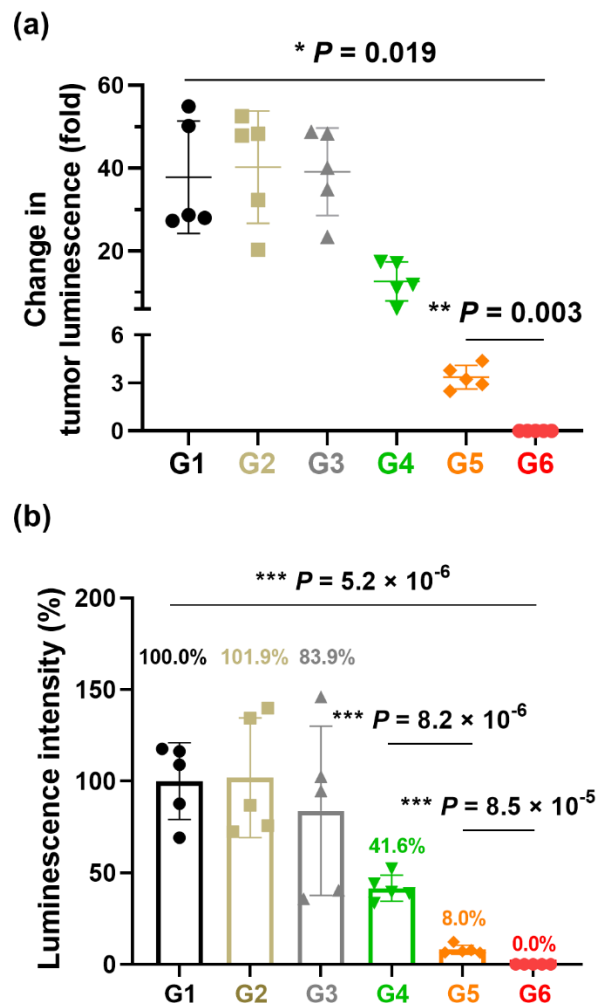 (a)
* P = 0.019
Change in
tumor luminescence (fold)
60
40
20
6
3
0
** P = 0.003
G1 G2 G3 G4 G5 G6
(b)
*** P = 5.2 × 10⁻⁶
Luminescence intensity (%)
200
150
100
50
0
100.0% 101.9% 83.9%
*** P = 8.2 × 10⁻⁶
*** P = 8.5 × 10⁻⁵
41.6%
8.0%
0.0%
G1 G2 G3 G4 G5 G6